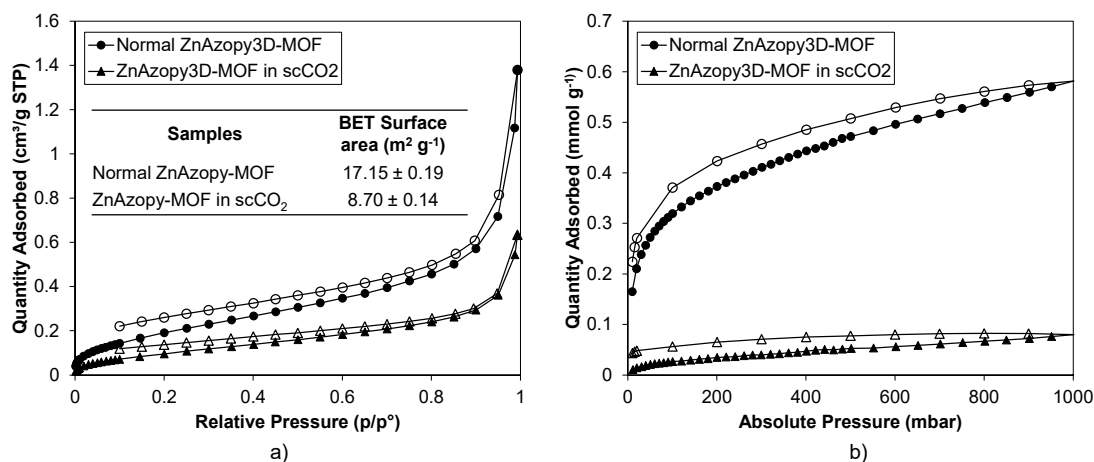 1.6
1.4
1.2
1
0.8
0.6
0.4
0.2
0
Quantity Adsorbed (cm³/g STP)
Normal ZnAzopy3D-MOF
ZnAzopy3D-MOF in scCO2
Samples
BET Surface
area (m² g⁻¹)
Normal ZnAzopy-MOF 17.15 ± 0.19
ZnAzopy-MOF in scCO₂ 8.70 ± 0.14
0 0.2 0.4 0.6 0.8 1
Relative Pressure (p/p°)
a)
0.7
0.6
0.5
0.4
0.3
0.2
0.1
0
Quantity Adsorbed (mmol g⁻¹⁾)
Normal ZnAzopy3D-MOF
ZnAzopy3D-MOF in scCO2
0 200 400 600 800 1000
Absolute Pressure (mbar)
b)